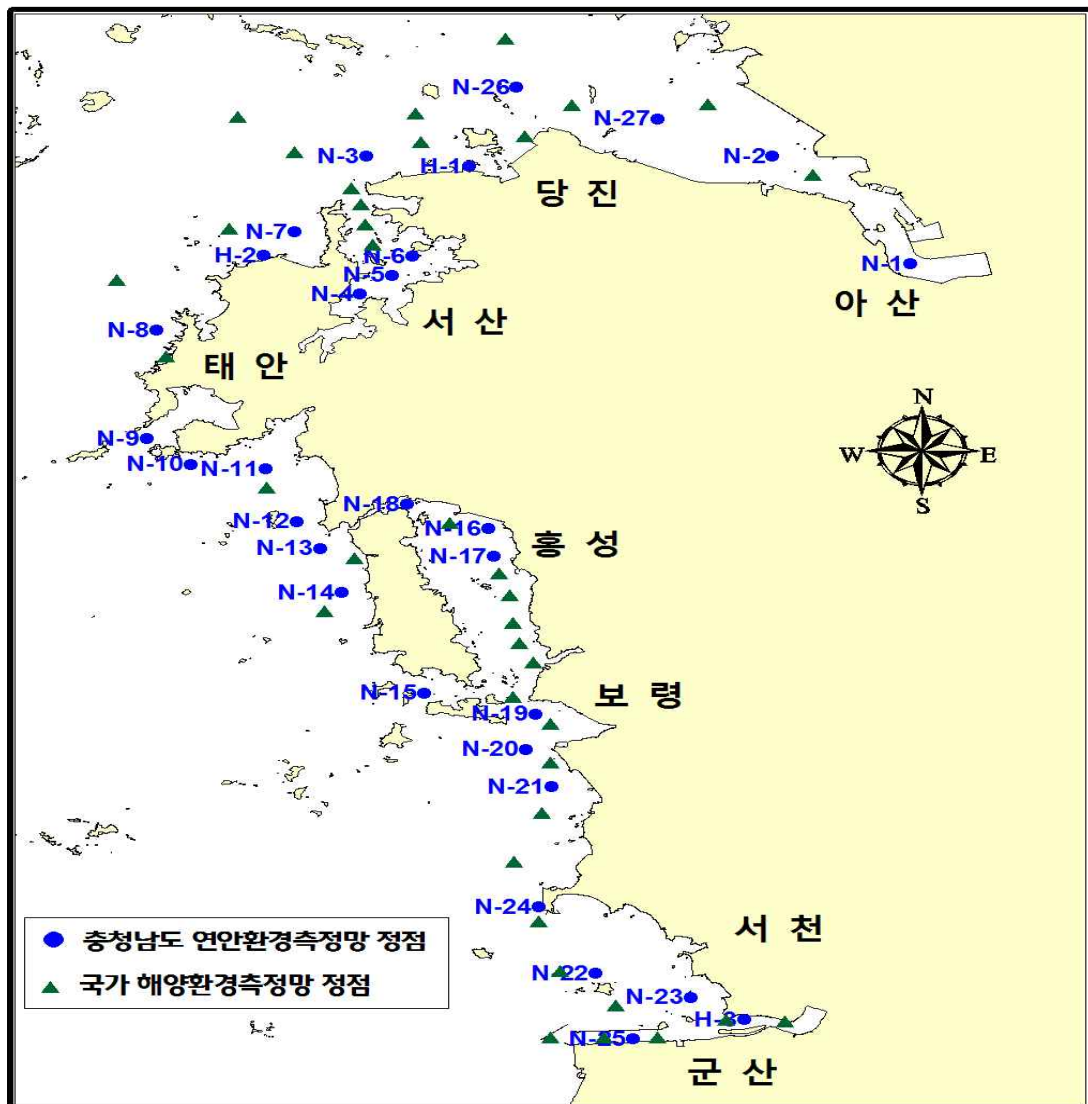 N-26
N-27
N-3
H-1
N-2
당 진
N-7
H-2
N-6
N-5
N-4
N-1
아 산
서 산
N-8
태 안
N
W
E
S
N-9
N-10
N-11
N-18
N-12
N-16
홍 성
N-13
N-17
N-14
N-15
보 령
N-19
N-20
N-21
N-24
서 천
충청남도 연안환경측정망 정점
국가 해양환경측정망 정점
N-22
N-23
H-3
N-25
군 산